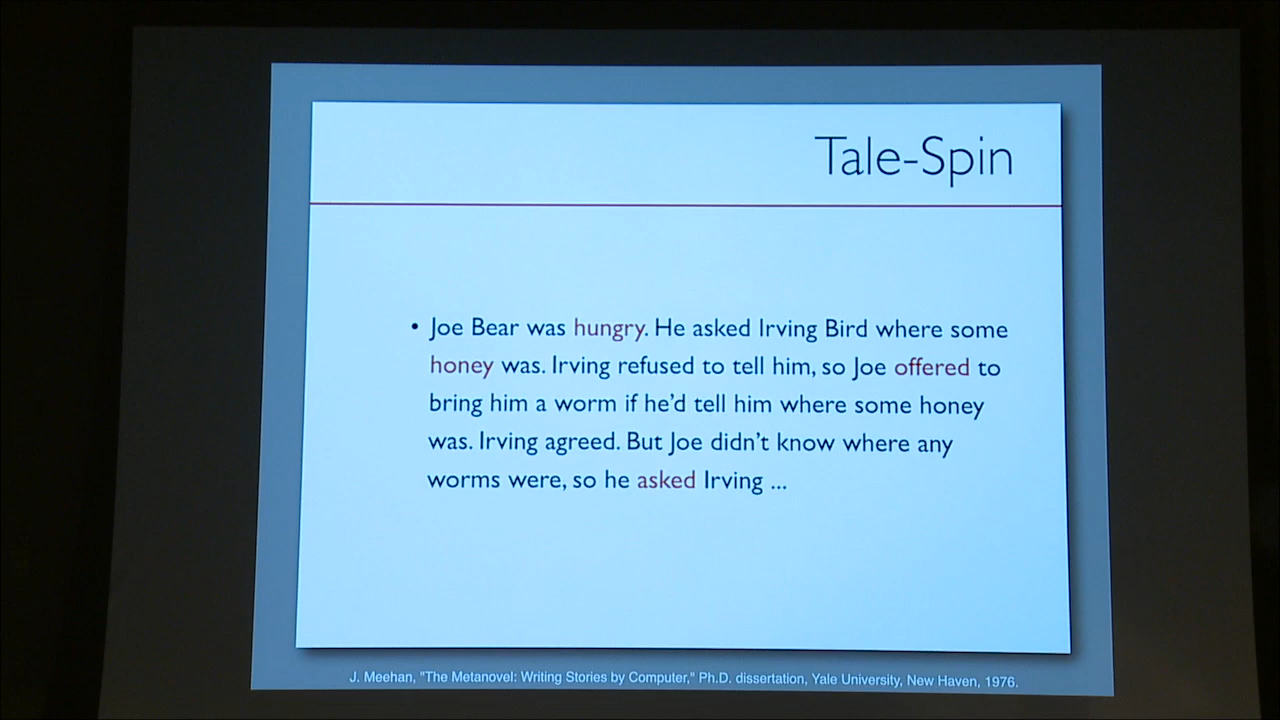 Tale-Spin
• Joe Bear was hungry. He asked Irving Bird where some
honey was. Irving refused to tell him, so Joe offered to
bring him a worm if he'd tell him where some honey
was. Irving agreed. But Joe didn't know where any
worms were, so he asked Irving ...
J. Meehan, "The Metanovel: Writing Stories by Computer," Ph.D. dissertation, Yale University, New Haven, 1976.